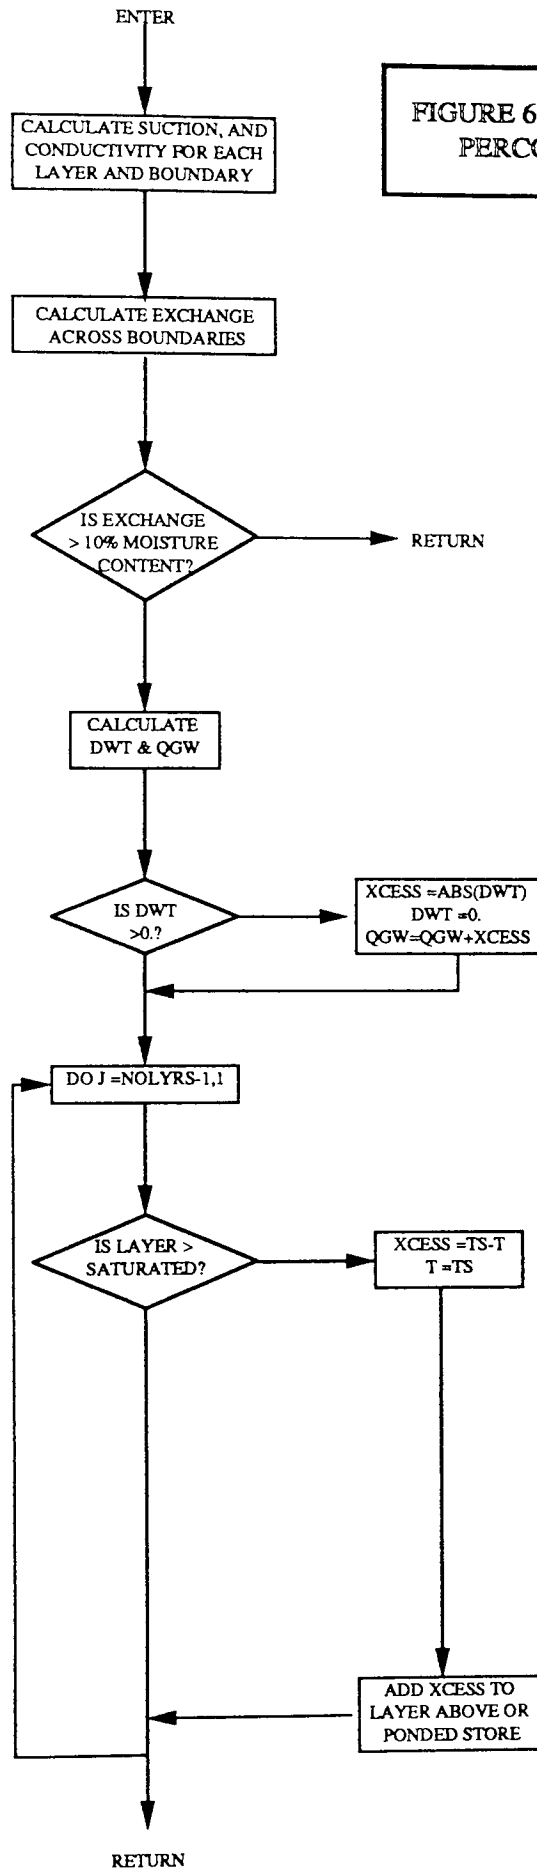 ENTER
FIGURE 6
PERCO
CALCULATE SUCTION, AND
CONDUCTIVITY FOR EACH
LAYER AND BOUNDARY
CALCULATE EXCHANGE
ACROSS BOUNDARIES
IS EXCHANGE
> 10% MOISTURE
CONTENT?
RETURN
CALCULATE
DWT & QGW
IS DWT
>0.?
XCESS =ABS(DWT)
DWT =0.
QGW=QGW+XCESS
DO J =NOLYRS-1,1
IS LAYER >
SATURATED?
XCESS =TS-T
T =TS
ADD XCESS TO
LAYER ABOVE OR
PONDED STORE
RETURN